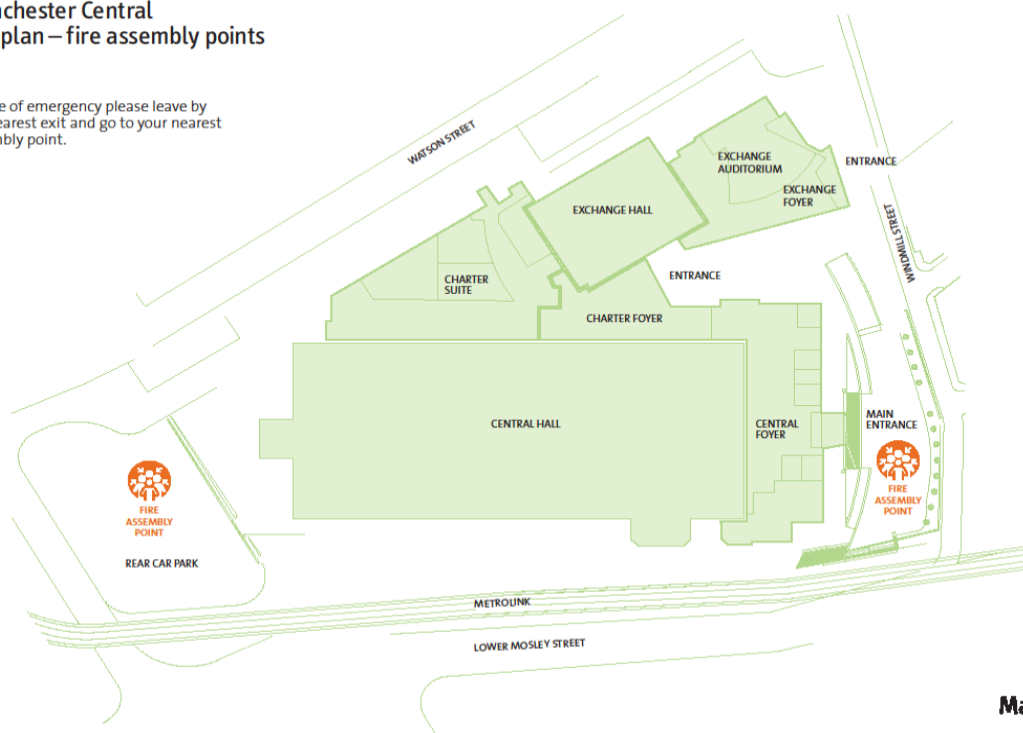 nchester Central
plan – fire assembly points
e of emergency please leave by
earest exit and go to your nearest
mbly point.
WATSON STREET
EXCHANGE
AUDITORIUM
ENTRANCE
EXCHANGE
FOYER
EXCHANGE HALL
WINDMILL STREET
CHARTER
SUITE
ENTRANCE
CHARTER FOYER
CENTRAL HALL
CENTRAL
FOYER
MAIN
ENTRANCE
FIRE
ASSEMBLY
POINT
FIRE
ASSEMBLY
POINT
REAR CAR PARK
METROLINK
LOWER MOSLEY STREET
Ma